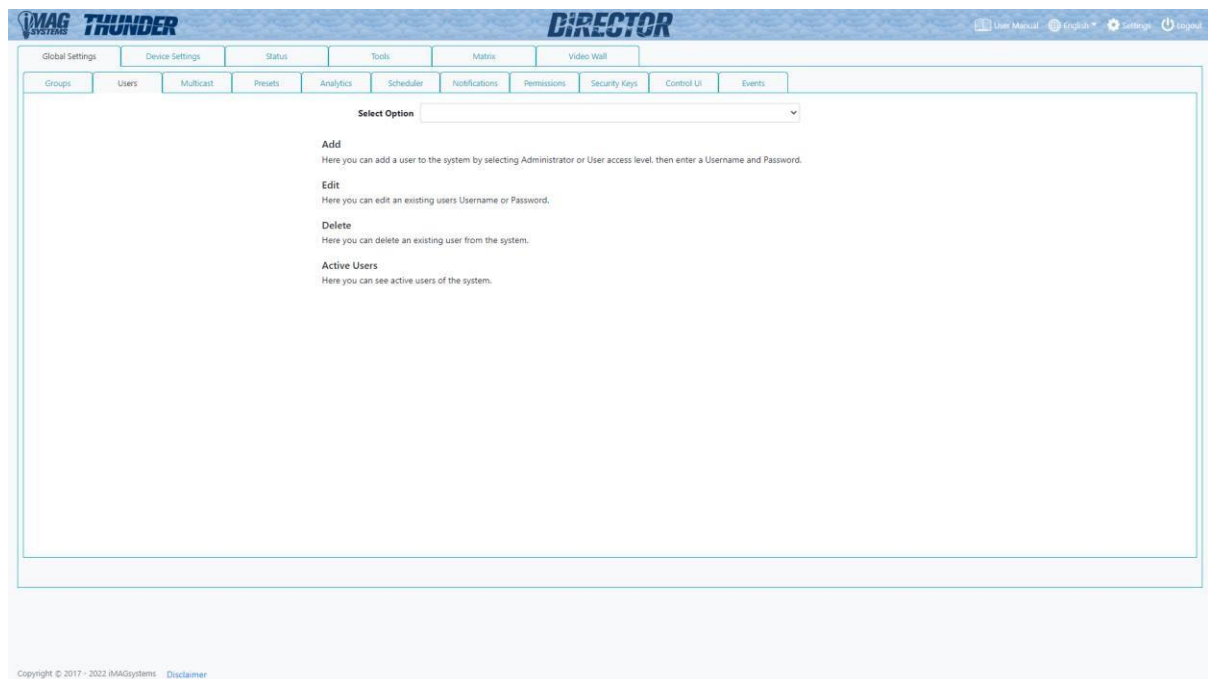 iMAG SYSTEMS THUNDER DiRECTOR User Manual English Settings Logout
Global Settings Device Settings Status Tools Matrix Video Wall
Groups Users Multicast Presets Analytics Scheduler Notifications Permissions Security Keys Control UI Events
Select Option
Add
Here you can add a user to the system by selecting Administrator or User access level, then enter a Username and Password.
Edit
Here you can edit an existing users Username or Password.
Delete
Here you can delete an existing user from the system.
Active Users
Here you can see active users of the system.
Copyright © 2017 - 2022 iMAGsystems Disclaimer